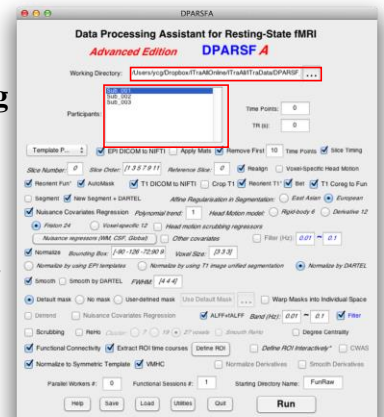 DPARSFA
Data Processing Assistant for Resting-State fMRI
Advanced Edition DPARSF A
g
Working Directory: /Users/ycg/Dropbox/ITraAllOnline/ITraAll/ITraData/DPARSF ...
Sub_001
Sub_002
Sub_003
Participants:
Time Points: 0
TR (s): 0
Template P... EPI DICOM to NIFTI Apply Mats Remove First 10 Time Points Slice Timing
Slice Number: 0 Slice Order: [1 3 5 7 9 11 Reference Slice: 0 Realign Voxel-Specific Head Motion
Reorient Fun* AutoMask T1 DICOM to NIFTI Crop T1 Reorient T1* Bet T1 Coreg to Fun
Segment New Segment + DARTEL Affine Regularisation in Segmentation: East Asian European
Nuisance Covariates Regression Polynomial trend: 1 Head Motion model: Rigid-body 6 Derivative 12
Friston 24 Voxel-specific 12 Head motion scrubbing regressors
Nuisance regressors (WM, CSF, Global) Other covariates Filter (Hz): 0.01 ~ 0.1
Normalize Bounding Box: [-90 -126 -72;90 9 Voxel Size: [3 3 3]
Normalize by using EPI templates Normalize by using T1 image unified segmentation Normalize by DARTEL
Smooth Smooth by DARTEL FWHM: [4 4 4]
Default mask No mask User-defined mask Use Default Mask ... Warp Masks into Individual Space
Detrend Nuisance Covariates Regression ALFF+fALFF Band (Hz): 0.01 ~ 0.1 Filter
Scrubbing ReHo Cluster: 7 19 27 voxels Smooth ReHo Degree Centrality
Functional Connectivity Extract ROI time courses Define ROI Define ROI Interactively* CWAS
Normalize to Symmetric Template VMHC Normalize Derivatives Smooth Derivatives
Parallel Workers #: 0 Functional Sessions #: 1 Starting Directory Name: FunRaw
Help Save Load Utilities Quit Run